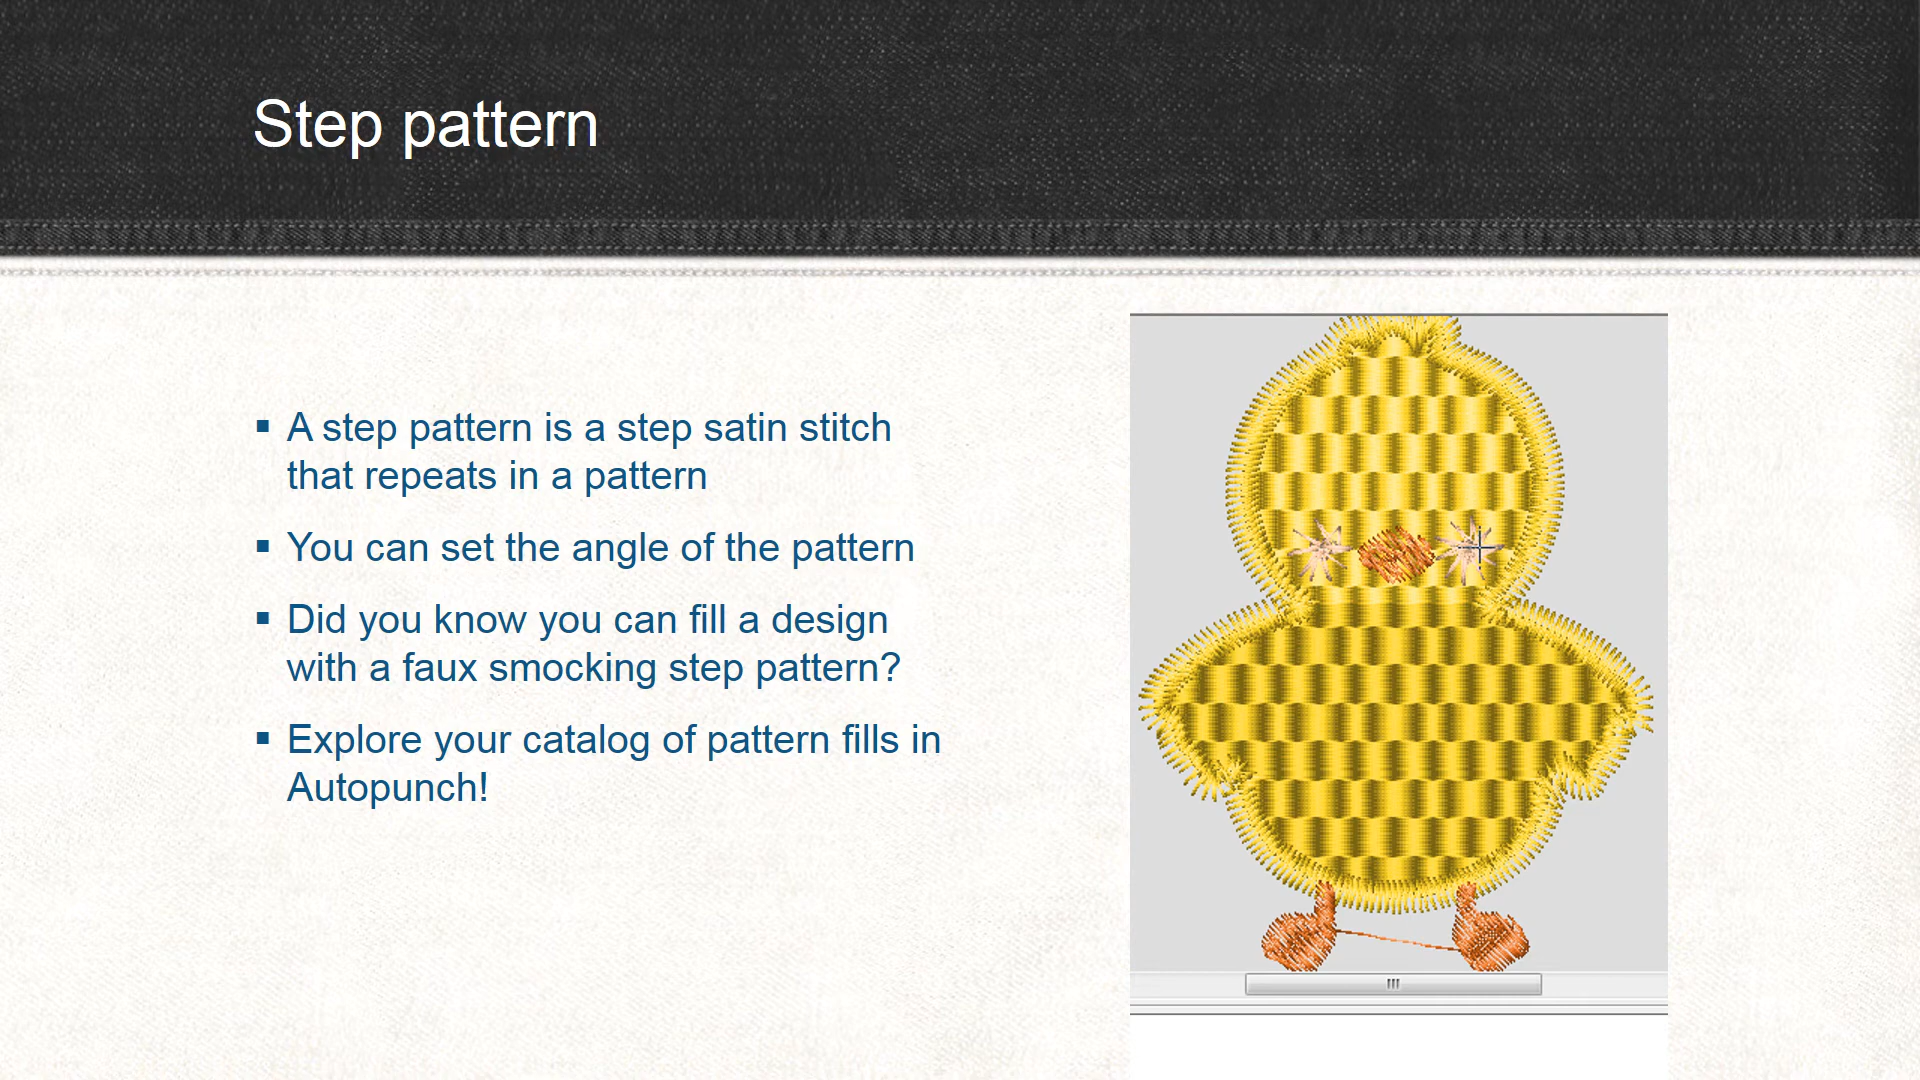 Step pattern
▪ A step pattern is a step satin stitch
that repeats in a pattern
▪ You can set the angle of the pattern
▪ Did you know you can fill a design
with a faux smocking step pattern?
▪ Explore your catalog of pattern fills in
Autopunch!